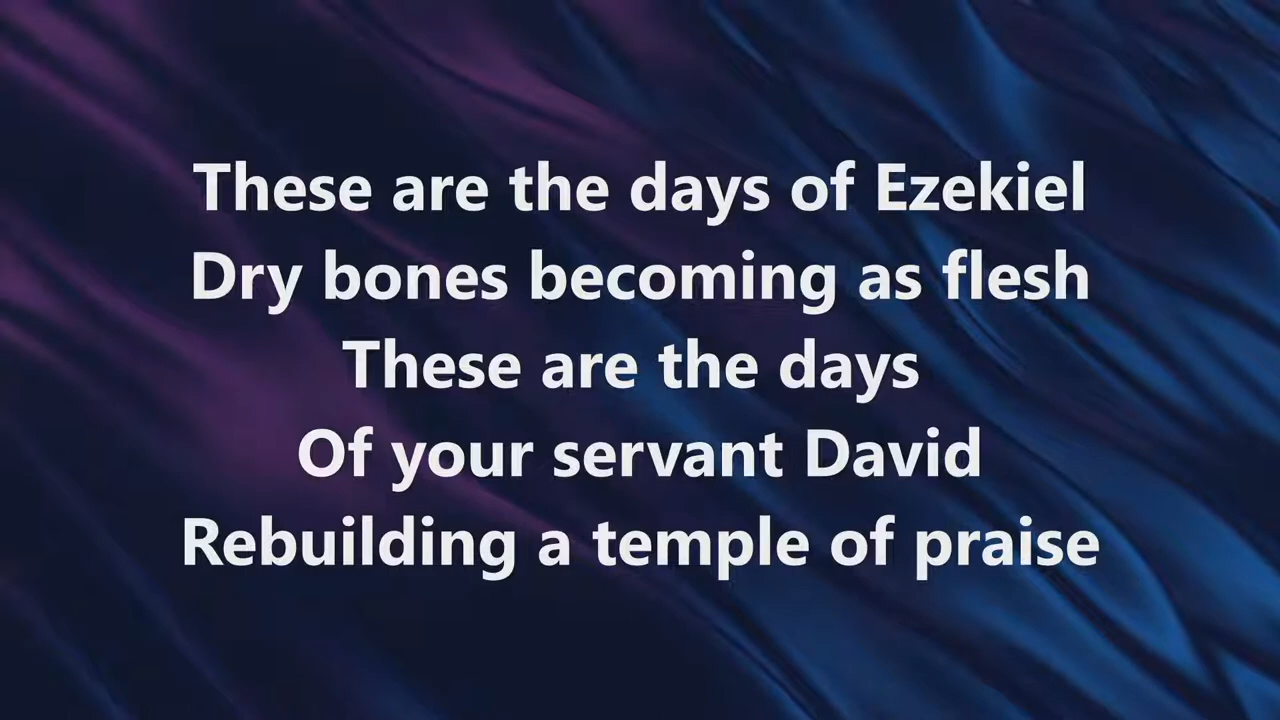 These are the days of Ezekiel
Dry bones becoming as flesh
These are the days
Of your servant David
Rebuilding a temple of praise